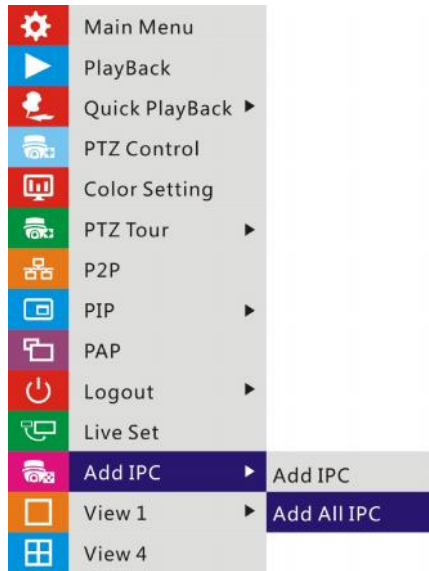 Main Menu
PlayBack
Quick PlayBack
PTZ Control
Color Setting
PTZ Tour
P2P
PIP
PAP
Logout
Live Set
Add IPC Add IPC
View 1 Add All IPC
View 4